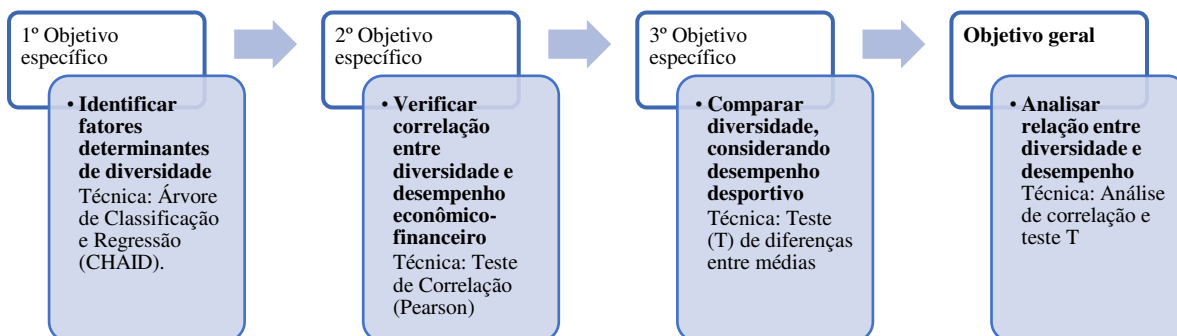 1º Objetivo
específico
• Identificar
fatores
determinantes
de diversidade
Técnica: Árvore
de Classificação
e Regressão
(CHAID).
2º Objetivo
específico
• Verificar
correlação
entre
diversidade e
desempenho
econômico-
financeiro
Técnica: Teste
de Correlação
(Pearson)
3º Objetivo
específico
• Comparar
diversidade,
considerando
desempenho
desportivo
Técnica: Teste
(T) de diferenças
entre médias
Objetivo geral
• Analisar
relação entre
diversidade e
desempenho
Técnica: Análise
de correlação e
teste T